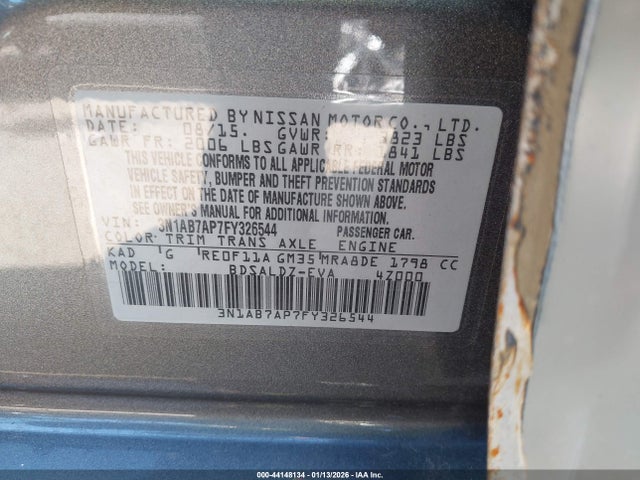 MANUFACTURED BY NISSAN MOTOR CO., LTD.
DATE: 08/15. GVWR: 3823 LBS
GAWR FR: 2006 LBS GAWR RR: 1841 LBS
THIS VEHICLE CONFORMS TO ALL APPLICABLE FEDERAL MOTOR
VEHICLE SAFETY, BUMPER AND THEFT PREVENTION STANDARDS
IN EFFECT ON THE DATE OF MANUFACTURE SHOWN ABOVE.
SEE OWNER'S MANUAL FOR ADDITIONAL INFORMATION.
VIN: 3N1AB7AP7FY326544 PASSENGER CAR.
COLOR TRIM TRANS AXLE ENGINE
KAD G RE0F11A GM35 MRA8DE 1798 CC
MODEL BDSALDZ-EVA 4Z000
3N1AB7AP7FY326544
000-44148134 | 01/13/2026 | IAA Inc.